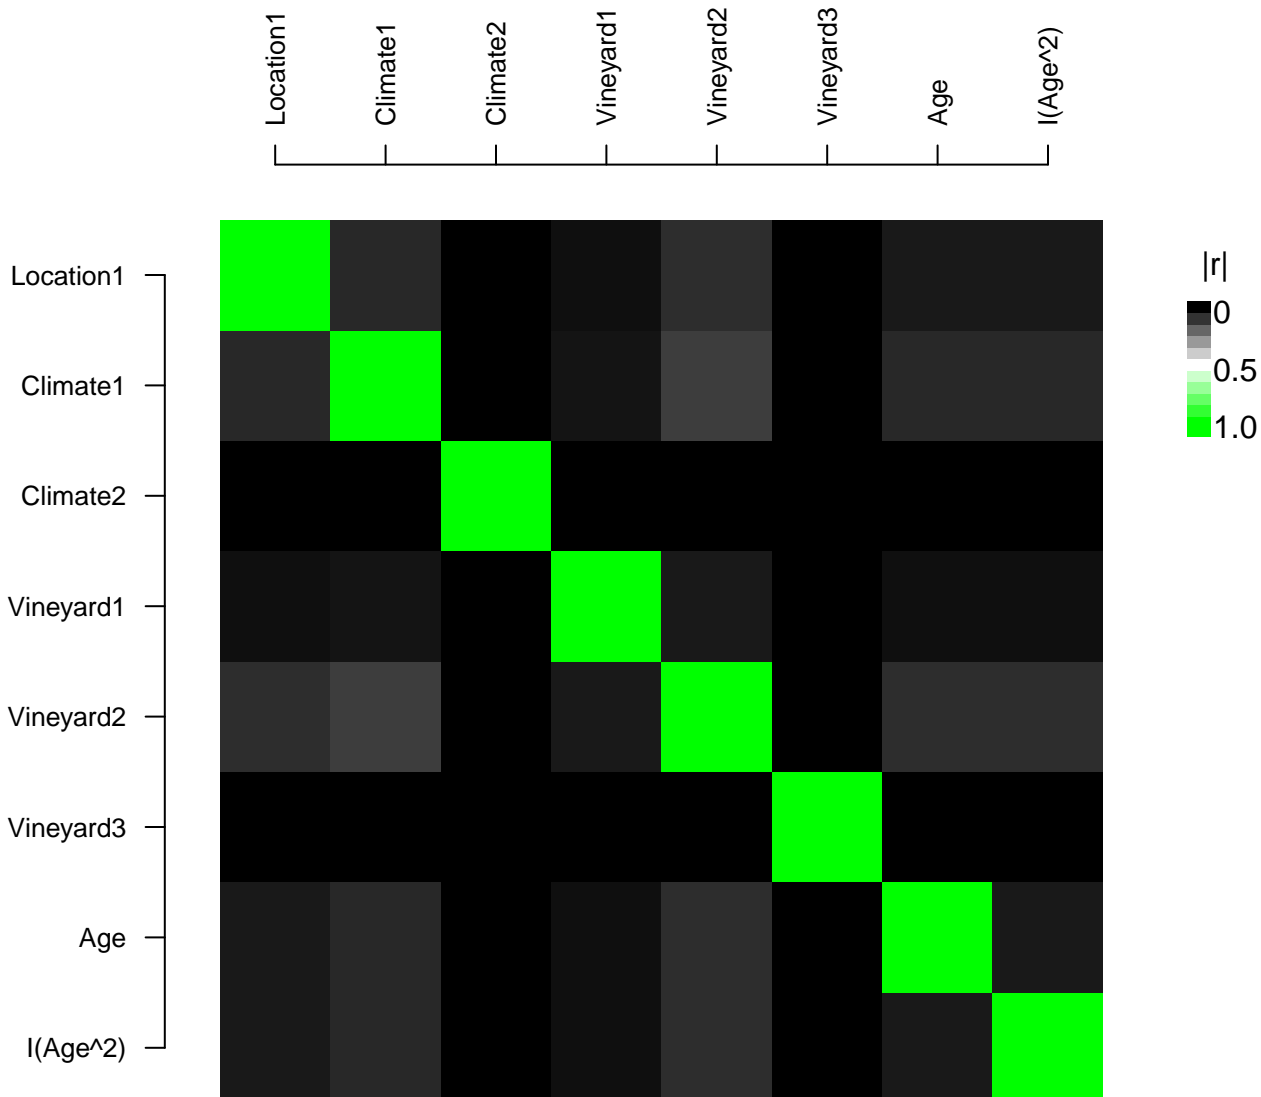 Location1
Climate1
Climate2
Vineyard1
Vineyard2
Vineyard3
Age
I(Age^2)
|r|
0
0.5
1.0
Location1
Climate1
Climate2
Vineyard1
Vineyard2
Vineyard3
Age
I(Age^2)